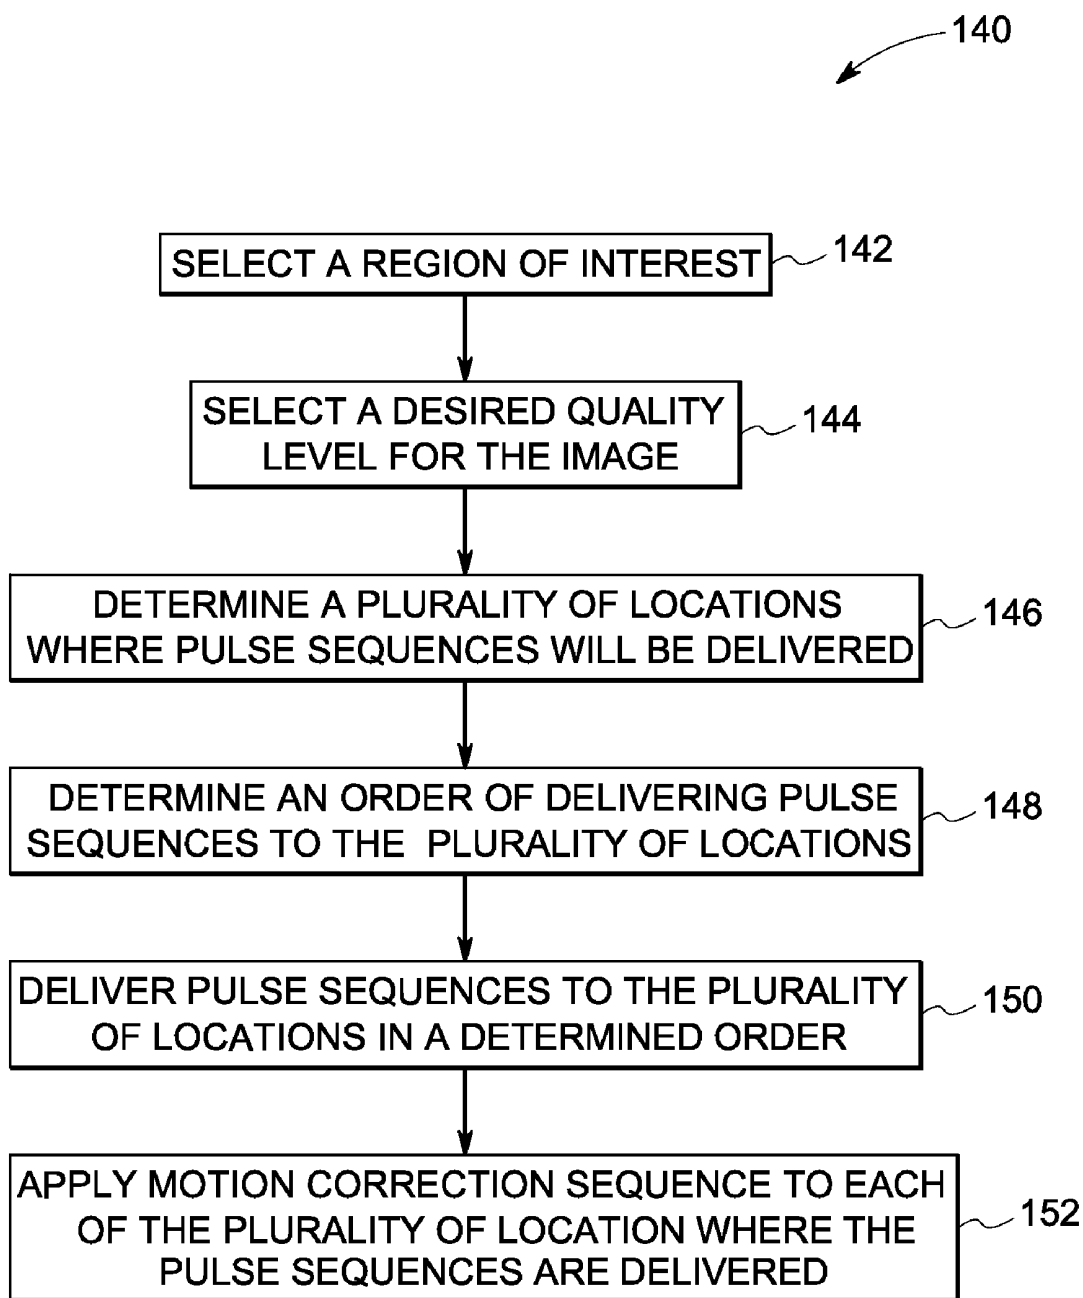 140
SELECT A REGION OF INTEREST
142
SELECT A DESIRED QUALITY
LEVEL FOR THE IMAGE
144
DETERMINE A PLURALITY OF LOCATIONS
WHERE PULSE SEQUENCES WILL BE DELIVERED
146
DETERMINE AN ORDER OF DELIVERING PULSE
SEQUENCES TO THE PLURALITY OF LOCATIONS
148
DELIVER PULSE SEQUENCES TO THE PLURALITY
OF LOCATIONS IN A DETERMINED ORDER
150
APPLY MOTION CORRECTION SEQUENCE TO EACH
OF THE PLURALITY OF LOCATION WHERE THE
PULSE SEQUENCES ARE DELIVERED
152